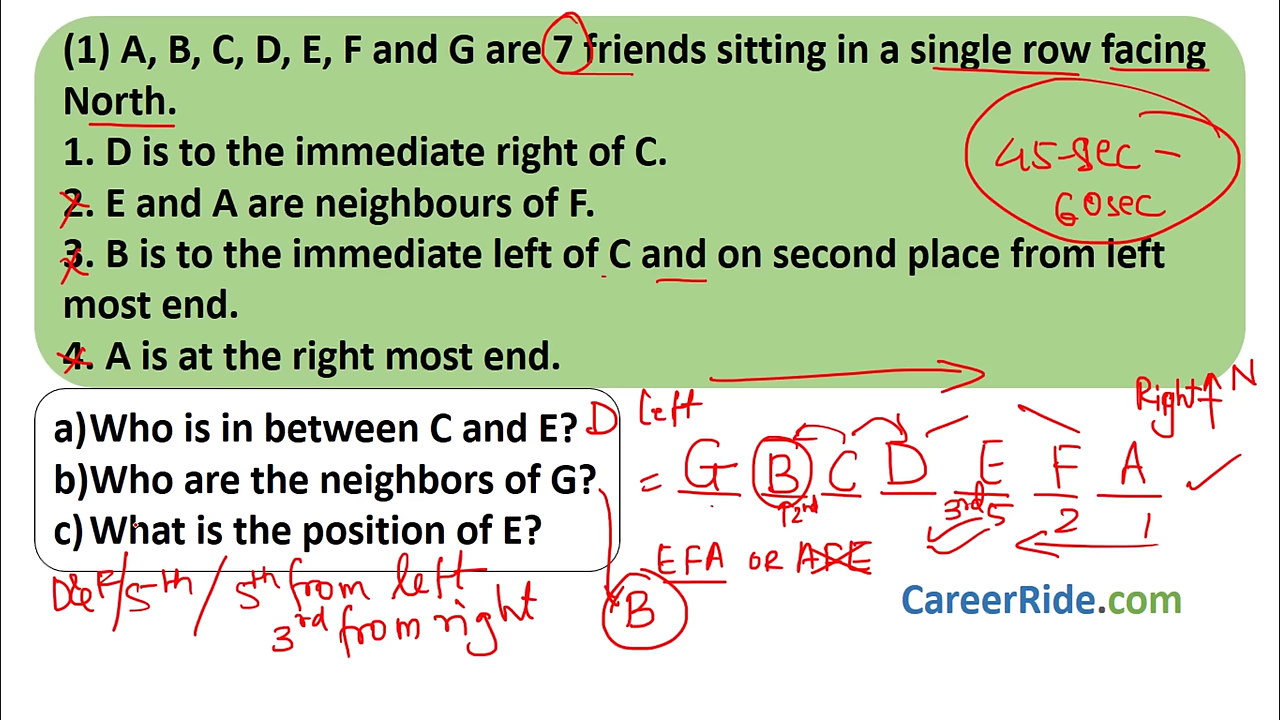 (1) A, B, C, D, E, F and G are 7 friends sitting in a single row facing
North.
1. D is to the immediate right of C.
2. E and A are neighbours of F.
3. B is to the immediate left of C and on second place from left
most end.
4. A is at the right most end.
45 sec -
60 sec
a) Who is in between C and E? D
b) Who are the neighbors of G?
c) What is the position of E?
Left
Right N
= G B C D E F A
2nd 3rd 5 2 1
EFA OR AFE
B
D & F / 5th / 5th from left
3rd from right
CareerRide.com